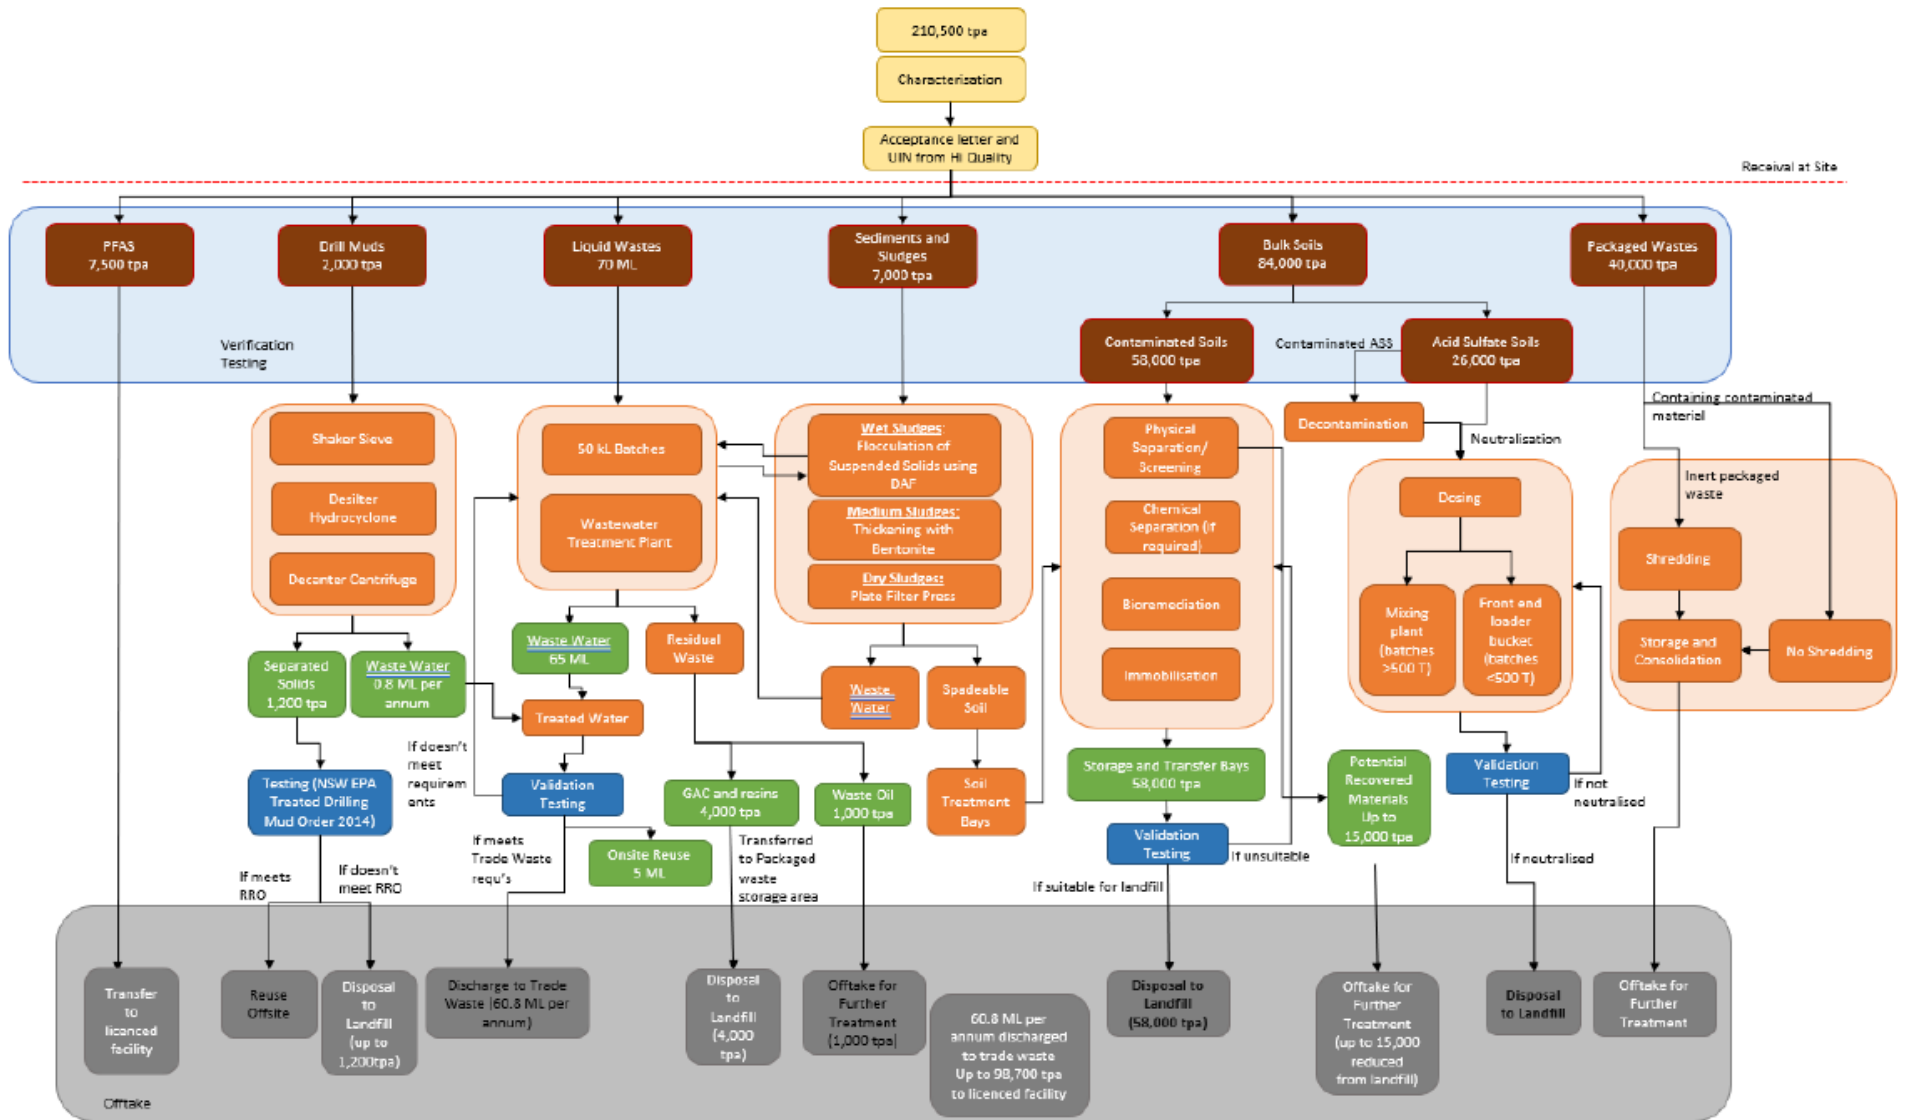 210,500 tpa
Characterisation
Acceptance letter and
UIN from Hi Quality
Receival at Site
PFAS
7,500 tpa
Drill Muds
2,000 tpa
Liquid Wastes
70 ML
Sediments and
Sludges
7,000 tpa
Bulk Soils
84,000 tpa
Packaged Wastes
40,000 tpa
Verification
Testing
Contaminated Soils
58,000 tpa
Contaminated ASS
Acid Sulfate Soils
26,000 tpa
Containing contaminated
material
Shaker Sieve
Desilter
Hydrocyclone
Decanter Centrifuge
50 kL Batches
Wastewater
Treatment Plant
Wet Sludges:
Flocculation of
Suspended Solids using
DAF
Medium Sludges:
Thickening with
Bentonite
Dry Sludges:
Plate Filter Press
Physical
Separation/
Screening
Chemical
Separation (if
required)
Bioremediation
Immobilisation
Decontamination
Neutralisation
Dosing
Mixing
plant
(batches
>500 T)
Front end
loader
bucket
(batches
<500 T)
Inert packaged
waste
Shredding
Storage and
Consolidation
No Shredding
Separated
Solids
1,200 tpa
Waste Water
0.8 ML per
annum
Waste Water
65 ML
Residual
Waste
Treated Water
Waste
Water
Spadeable
Soil
If doesn't
meet
requirem
ents
Testing (NSW EPA
Treated Drilling
Mud Order 2014)
Validation
Testing
GAC and resins
4,000 tpa
Waste Oil
1,000 tpa
Soil
Treatment
Bays
Storage and Transfer Bays
58,000 tpa
Potential
Recovered
Materials
Up to
15,000 tpa
Validation
Testing
If not
neutralised
Validation
Testing
If unsuitable
If neutralised
If meets
Trade Waste
requ's
Onsite Reuse
5 ML
Transferred
to Packaged
waste
storage area
If suitable for landfill
If meets
RRO
If doesn't
meet RRO
Transfer
to
licenced
facility
Reuse
Offsite
Disposal
to
Landfill
(up to
1,200tpa)
Discharge to Trade
Waste (60.8 ML per
annum)
Disposal
to
Landfill
(4,000
tpa)
Offtake for
Further
Treatment
(1,000 tpa)
60.8 ML per
annum discharged
to trade waste
Up to 98,700 tpa
to licenced facility
Disposal to
Landfill
(58,000 tpa)
Offtake for
Further
Treatment
(up to 15,000
reduced
from landfill)
Disposal
to Landfill
Offtake for
Further
Treatment
Offtake